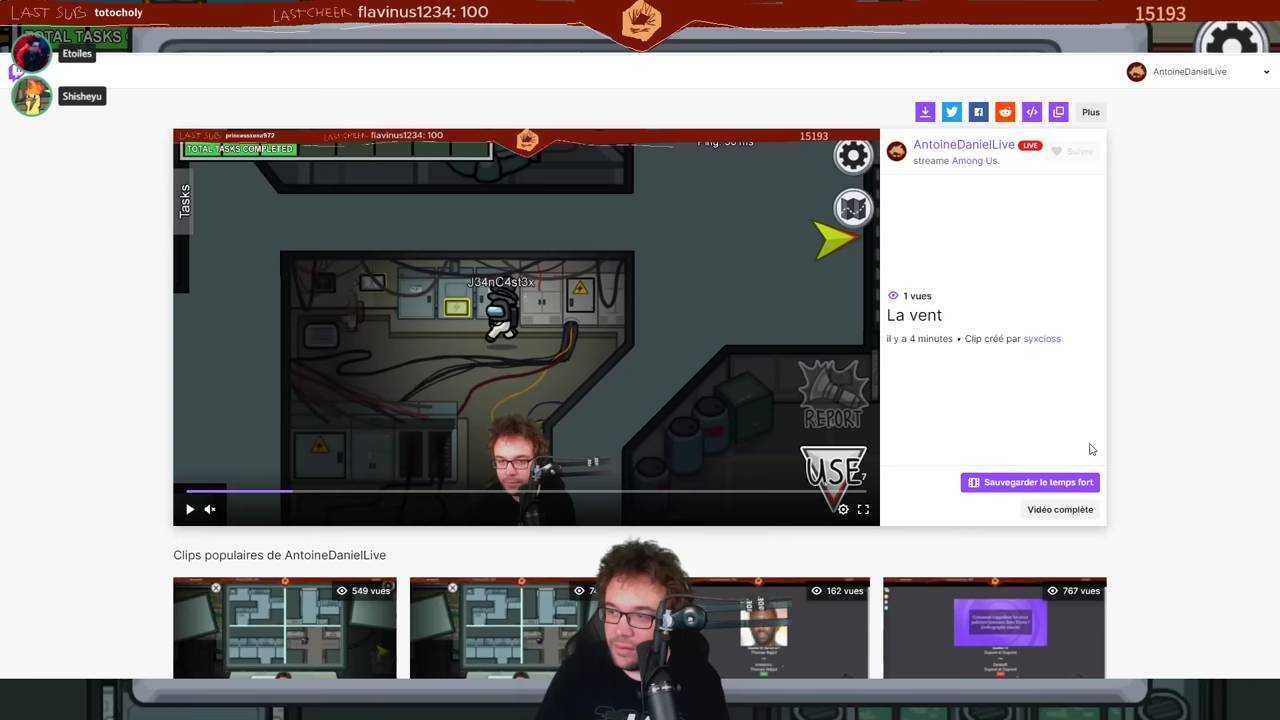 LAST SUB totocholy
LAST CHEER flavinus1234: 100
15193
TOTAL TASKS
Etoiles
Shisheyu
AntoineDanielLive
Plus
LAST SUB princessxena972
LAST CHEER flavinus1234: 100
15193
TOTAL TASKS COMPLETED
Tasks
J34nC4st3x
REPORT
USE
7
AntoineDanielLive LIVE
Suivre
streame Among Us.
1 vues
La vent
il y a 4 minutes • Clip créé par syxcioss
Sauvegarder le temps fort
Vidéo complète
Clips populaires de AntoineDanielLive
549 vues
162 vues
767 vues